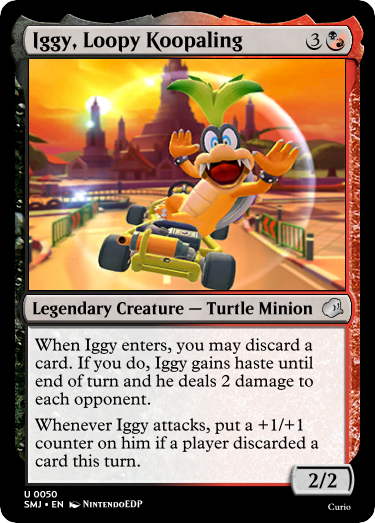 Iggy, Loopy Koopaling 3
Legendary Creature — Turtle Minion
When Iggy enters, you may discard a
card. If you do, Iggy gains haste until
end of turn and he deals 2 damage to
each opponent.
Whenever Iggy attacks, put a +1/+1
counter on him if a player discarded a
card this turn.
2/2
U 0050
SMJ • EN NintendoEDP
Curio